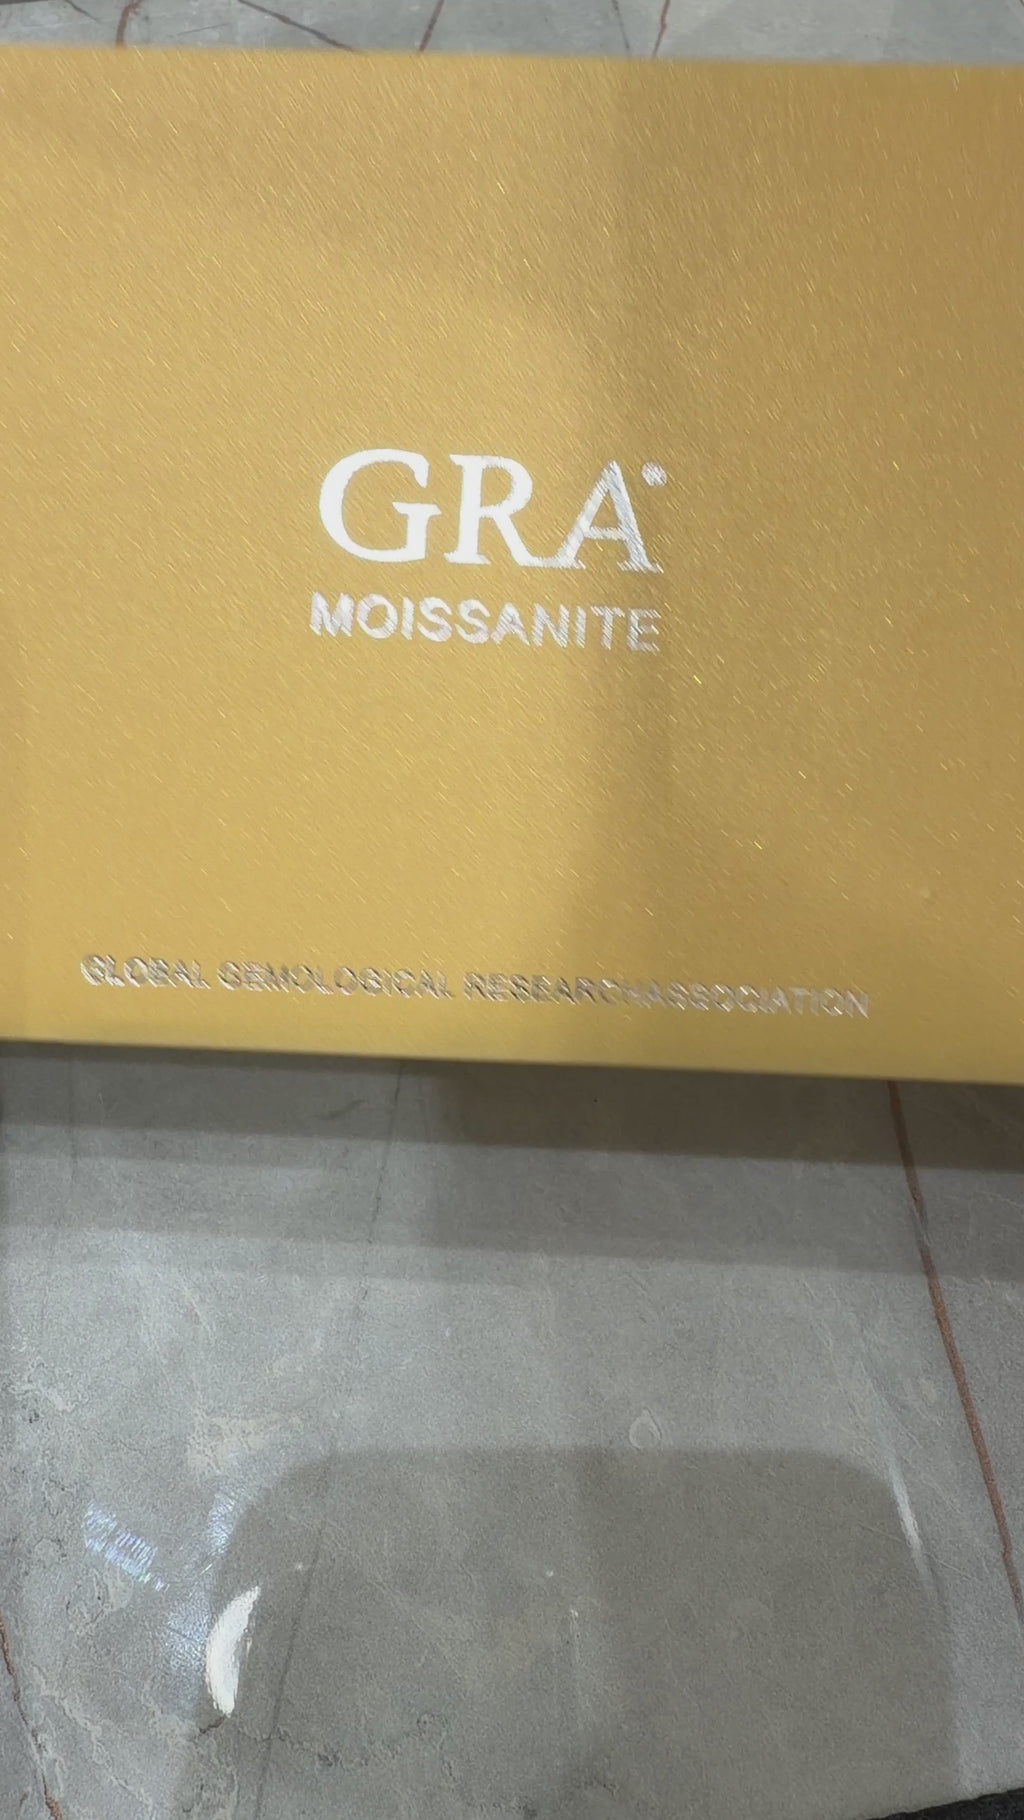 GRA
MOISSANITE
GLOBAL GEMOLOGICAL RESEARCHASSOCIATION